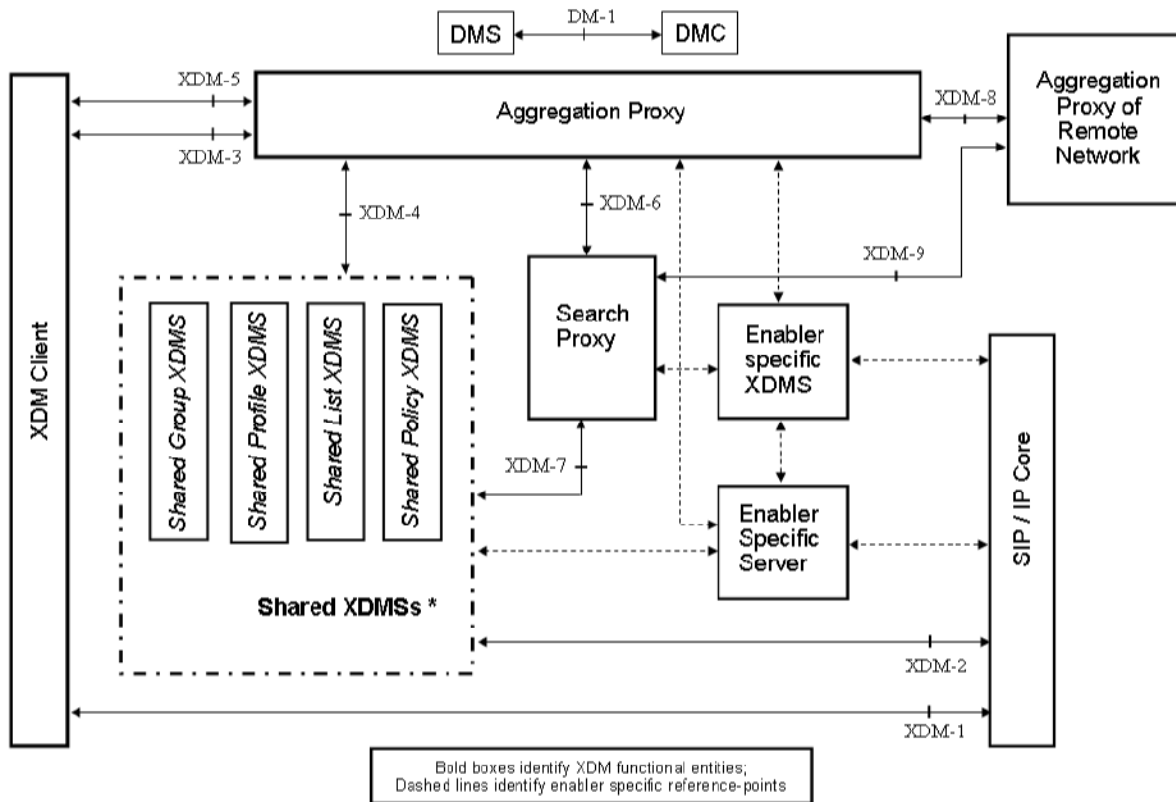 DM-1
DMS
DMC
XDM-5
Aggregation Proxy
XDM-8
Aggregation
Proxy of
Remote
Network
XDM-3
XDM-4
XDM-6
XDM-9
XDM Client
Shared Group XDMS
Shared Profile XDMS
Shared List XDMS
Shared Policy XDMS
Search
Proxy
Enabler
specific
XDMS
SIP / IP Core
XDM-7
Enabler
Specific
Server
Shared XDMSs *
XDM-2
XDM-1
Bold boxes identify XDM functional entities;
Dashed lines identify enabler specific reference-points